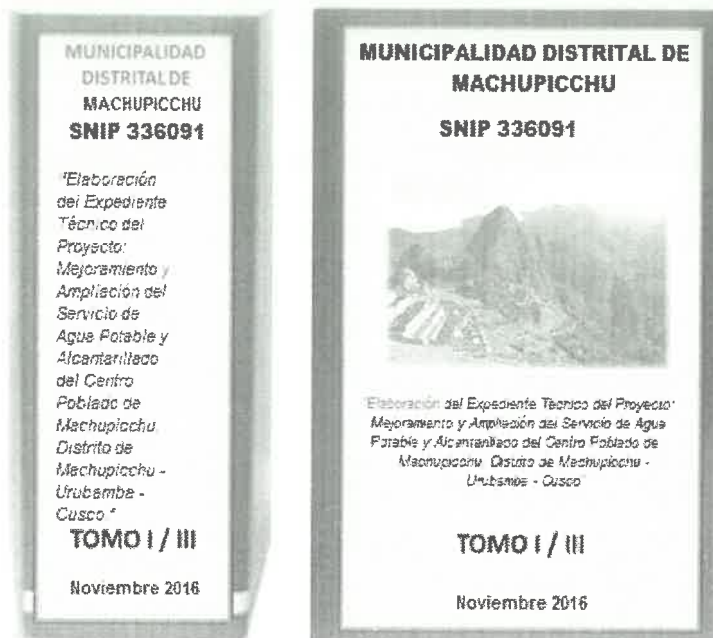 MUNICIPALIDAD
DISTRITAL DE
MACHUPICCHU
SNIP 336091
"Elaboración
del Expediente
Técnico del
Proyecto:
Mejoramiento y
Ampliación del
Servicio de
Agua Potable y
Alcantarillado
del Centro
Poblado de
Machupicchu,
Distrito de
Machupicchu -
Urubamba -
Cusco."
TOMO I / III
Noviembre 2016
MUNICIPALIDAD DISTRITAL DE
MACHUPICCHU
SNIP 336091
"Elaboración del Expediente Técnico del Proyecto:
Mejoramiento y Ampliación del Servicio de Agua
Potable y Alcantarillado del Centro Poblado de
Machupicchu, Distrito de Machupicchu -
Urubamba - Cusco"
TOMO I / III
Noviembre 2016